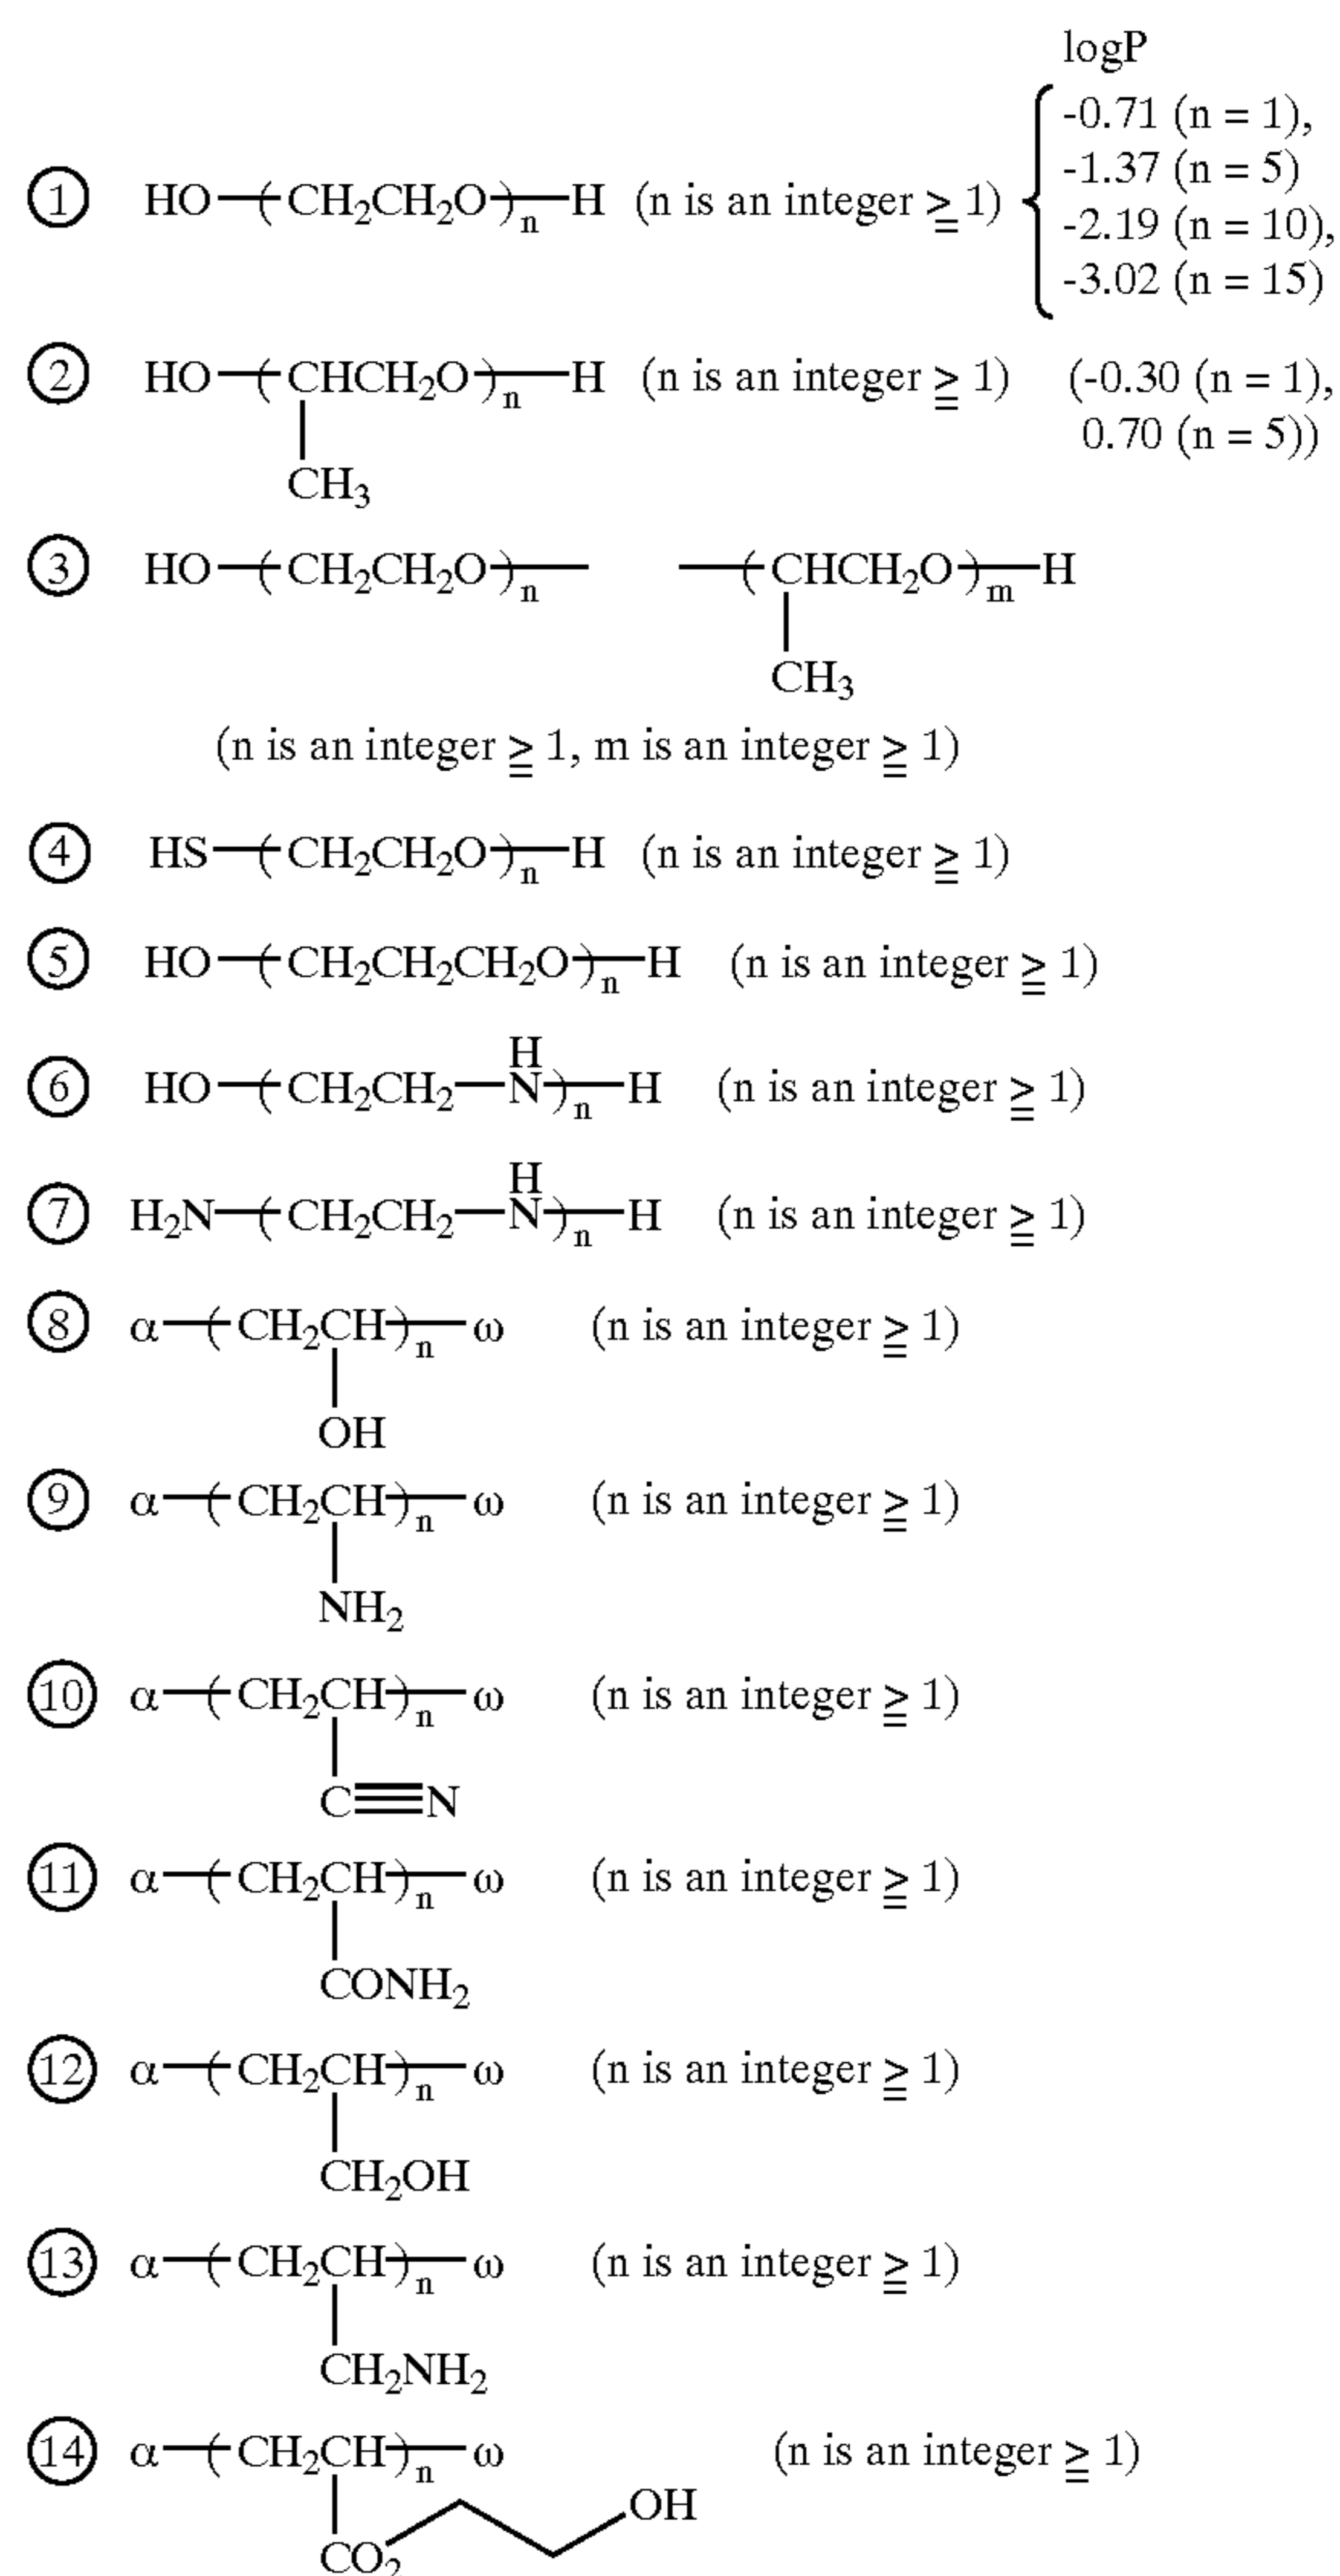 logP
① HO—(CH₂CH₂O)ₙ—H (n is an integer ≧ 1) { -0.71 (n = 1),
-1.37 (n = 5)
-2.19 (n = 10),
-3.02 (n = 15)
② HO—(CHCH₂O)ₙ—H (n is an integer ≧ 1) (-0.30 (n = 1),
0.70 (n = 5))
CH₃
③ HO—(CH₂CH₂O)ₙ— —(CHCH₂O)ₘ—H
CH₃
(n is an integer ≧ 1, m is an integer ≧ 1)
④ HS—(CH₂CH₂O)ₙ—H (n is an integer ≧ 1)
⑤ HO—(CH₂CH₂CH₂O)ₙ—H (n is an integer ≧ 1)
H
⑥ HO—(CH₂CH₂—N)ₙ—H (n is an integer ≧ 1)
H
⑦ H₂N—(CH₂CH₂—N)ₙ—H (n is an integer ≧ 1)
⑧ α—(CH₂CH)ₙ—ω (n is an integer ≧ 1)
OH
⑨ α—(CH₂CH)ₙ—ω (n is an integer ≧ 1)
NH₂
⑩ α—(CH₂CH)ₙ—ω (n is an integer ≧ 1)
C≡N
⑪ α—(CH₂CH)ₙ—ω (n is an integer ≧ 1)
CONH₂
⑫ α—(CH₂CH)ₙ—ω (n is an integer ≧ 1)
CH₂OH
⑬ α—(CH₂CH)ₙ—ω (n is an integer ≧ 1)
CH₂NH₂
⑭ α—(CH₂CH)ₙ—ω (n is an integer ≧ 1)
OH
CO₂